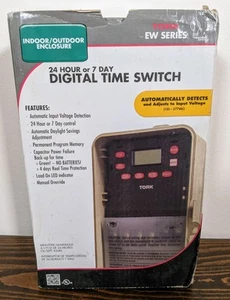 TORK
EW SERIES
INDOOR/OUTDOOR
ENCLOSURE
24 HOUR or 7 DAY
DIGITAL TIME SWITCH
AUTOMATICALLY DETECTS
and Adjusts to Input Voltage
FEATURES:
- Automatic Input Voltage Detection
- 24 Hour or 7 Day control
- Automatic Daylight Savings
Adjustment
- Permanent Program Memory
- Capacitor Power Failure
Back up for time
> Green! – NO BATTERIES!
> 4 days Real Time Protection
- Load On LED indicator
- Manual Override
TORK